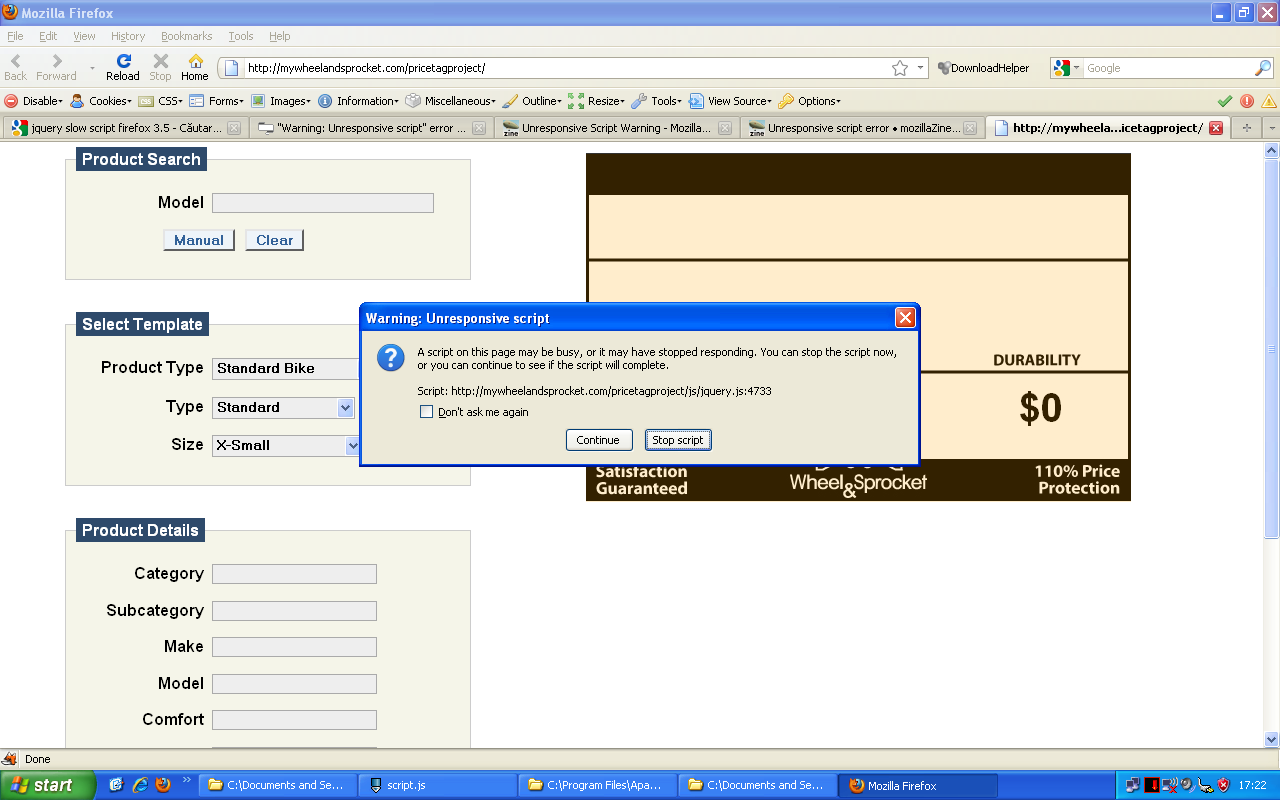 Mozilla Firefox
File Edit View History Bookmarks Tools Help
Back Forward Reload Stop Home http://mywheelandsprocket.com/pricetagproject/ DownloadHelper Google
Disable Cookies CSS Forms Images Information Miscellaneous Outline Resize Tools View Source Options
jquery slow script firefox 3.5 - Căutar... "Warning: Unresponsive script" error ... zine Unresponsive Script Warning - Mozilla... zine Unresponsive script error • mozillaZine... http://mywheela...icetagproject/
Product Search
Model
Manual Clear
Select Template
Product Type Standard Bike
Type Standard
Size X-Small
Product Details
Category
Subcategory
Make
Model
Comfort
DURABILITY
$0
Satisfaction
Guaranteed
Wheel&Sprocket
110% Price
Protection
Warning: Unresponsive script
A script on this page may be busy, or it may have stopped responding. You can stop the script now,
or you can continue to see if the script will complete.
Script: http://mywheelandsprocket.com/pricetagproject/js/jquery.js:4733
Don't ask me again
Continue Stop script
Done
start C:\Documents and Se... script.js C:\Program Files\Apa... C:\Documents and Se... Mozilla Firefox 17:22